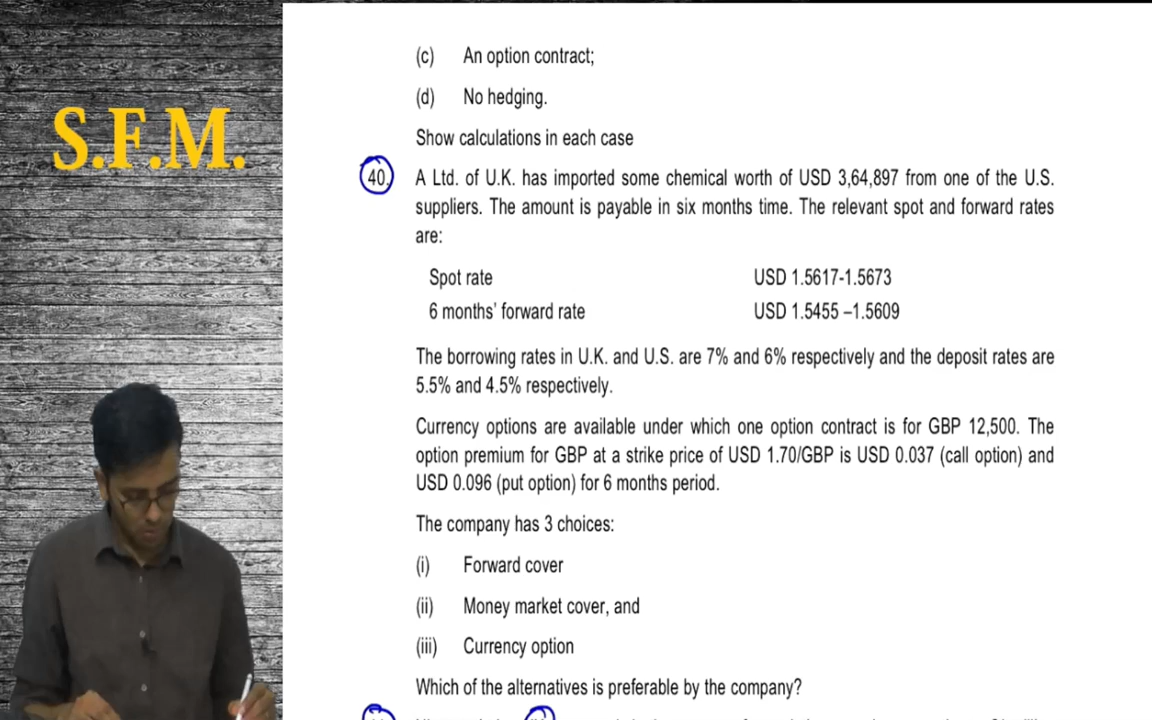 S.F.M.
(c) An option contract;
(d) No hedging.
Show calculations in each case
40. A Ltd. of U.K. has imported some chemical worth of USD 3,64,897 from one of the U.S.
suppliers. The amount is payable in six months time. The relevant spot and forward rates
are:
Spot rate USD 1.5617-1.5673
6 months' forward rate USD 1.5455 –1.5609
The borrowing rates in U.K. and U.S. are 7% and 6% respectively and the deposit rates are
5.5% and 4.5% respectively.
Currency options are available under which one option contract is for GBP 12,500. The
option premium for GBP at a strike price of USD 1.70/GBP is USD 0.037 (call option) and
USD 0.096 (put option) for 6 months period.
The company has 3 choices:
(i) Forward cover
(ii) Money market cover, and
(iii) Currency option
Which of the alternatives is preferable by the company?